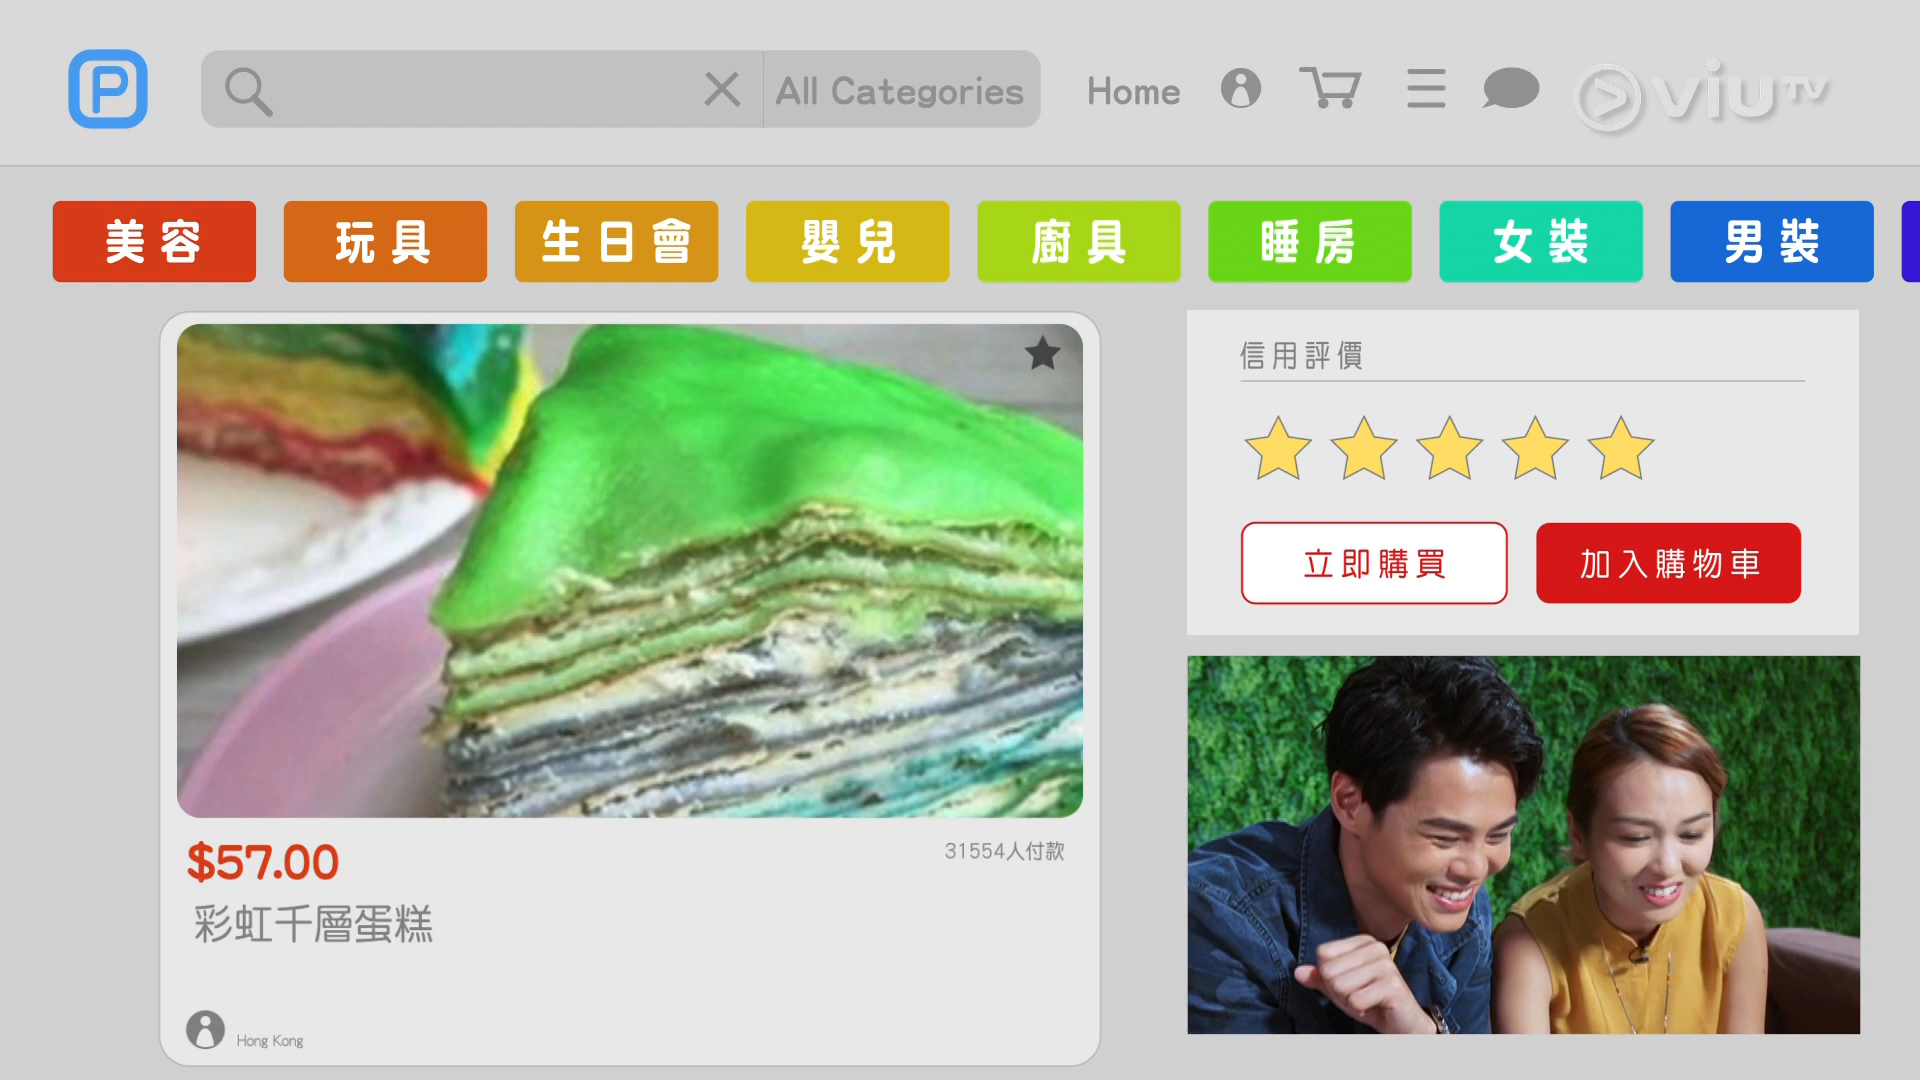 P
All Categories
Home
viu TV
美容
玩具
生日會
嬰兒
廚具
睡房
女裝
男裝
信用評價
立即購買
加入購物車
$57.00
31554人付款
彩虹千層蛋糕
Hong Kong